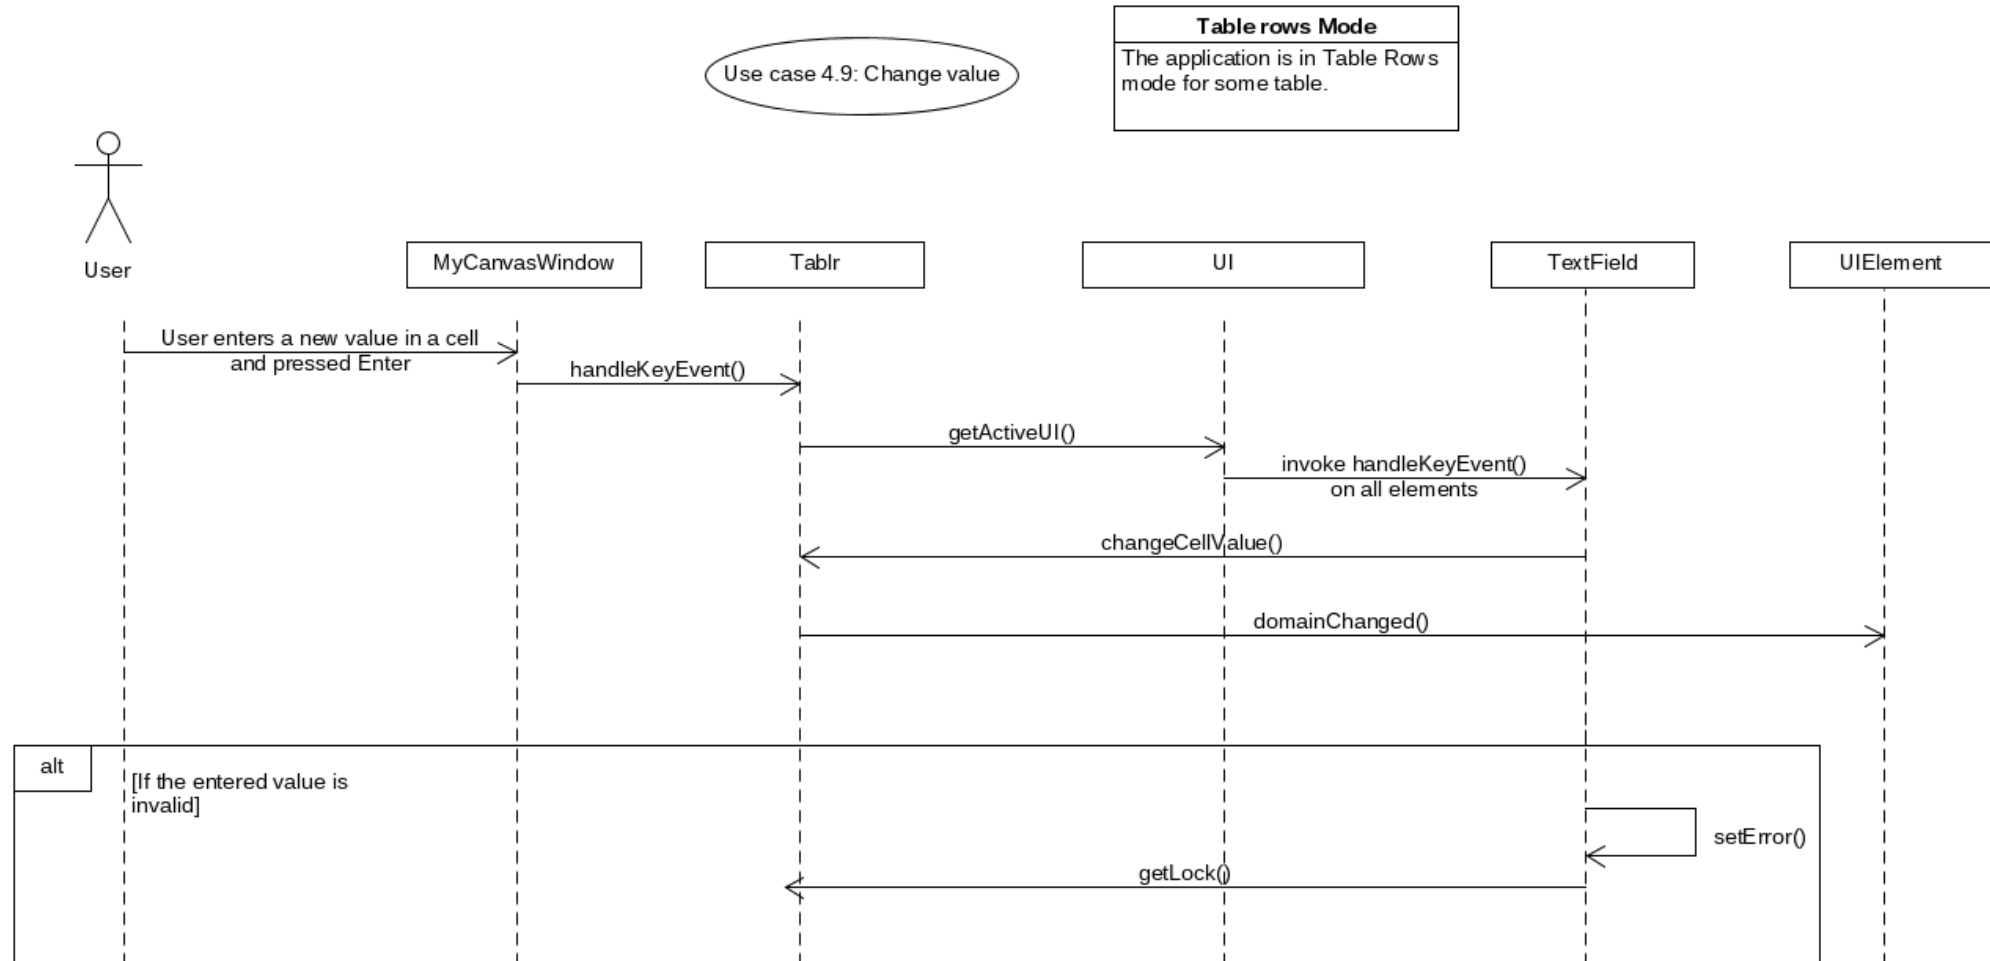 Table rows Mode
Use case 4.9: Change value
The application is in Table Rows
mode for some table.
User
MyCanvasWindow
Tablr
UI
TextField
UIElement
User enters a new value in a cell
and pressed Enter
handleKeyEvent()
getActiveUI()
invoke handleKeyEvent()
on all elements
changeCellValue()
domainChanged()
alt
[If the entered value is
invalid]
setError()
getLock()